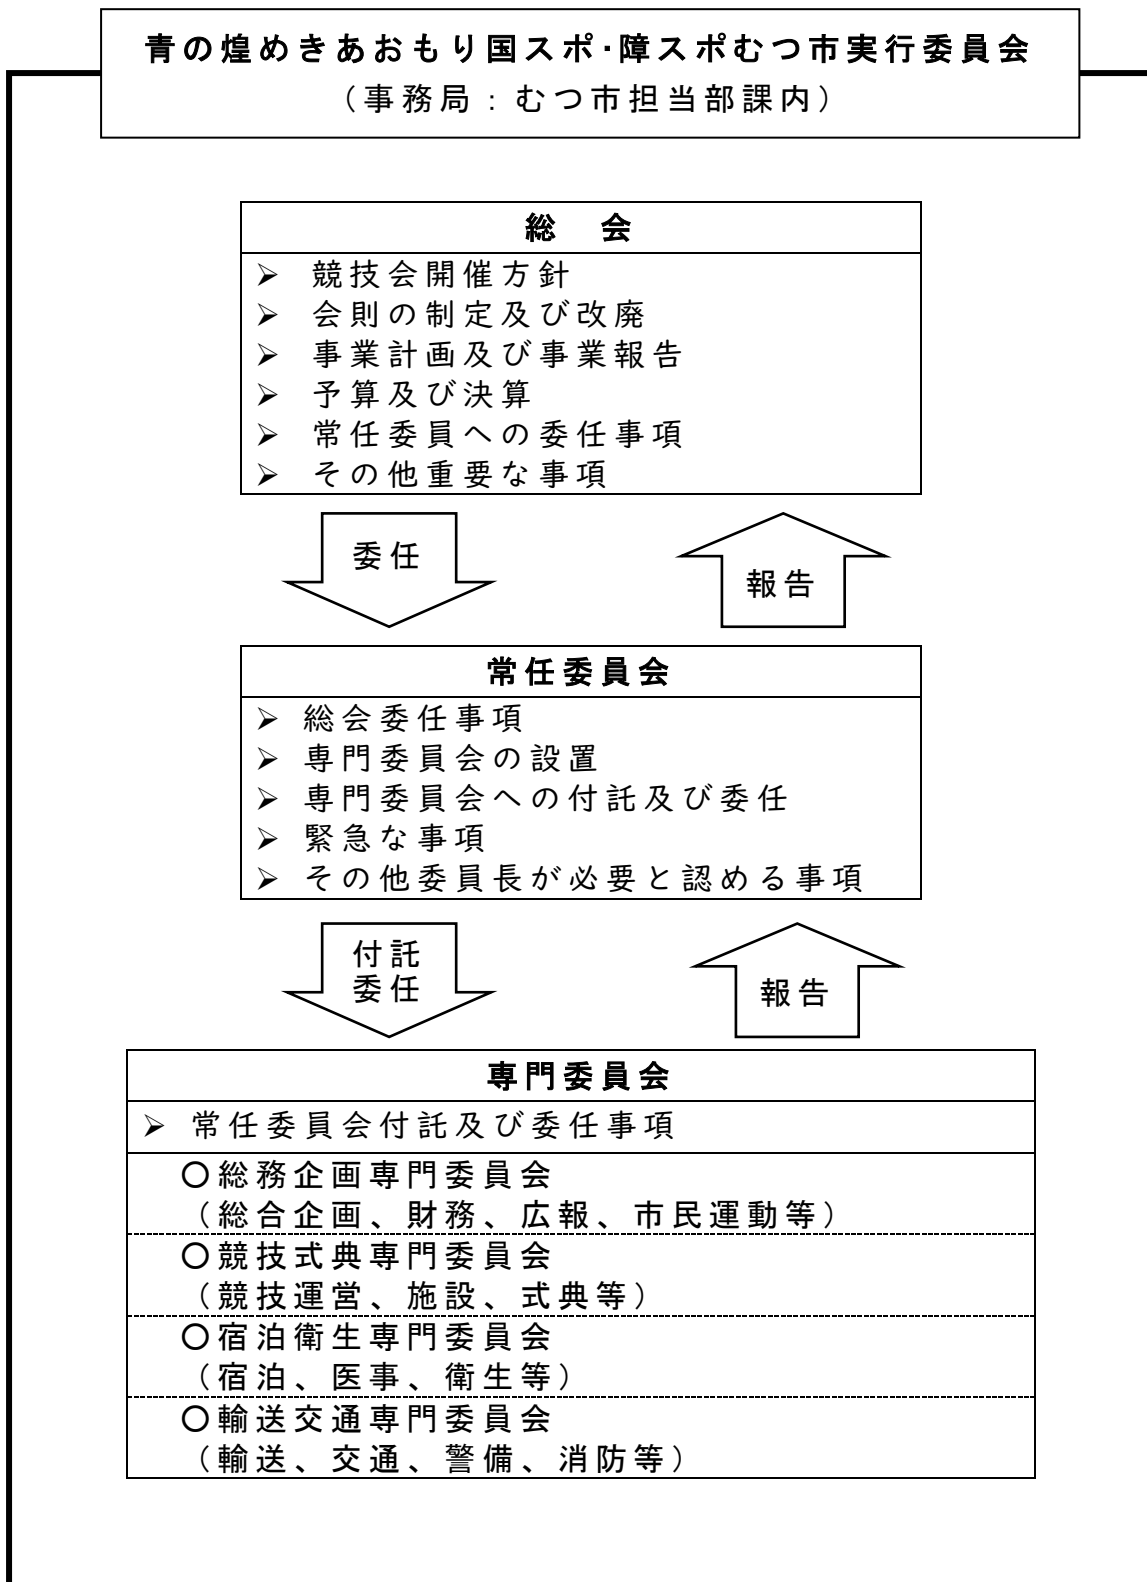 青の煌めきあおもり国スポ・障スポむつ市実行委員会
（事務局：むつ市担当部課内）
総　会
➢ 競技会開催方針
➢ 会則の制定及び改廃
➢ 事業計画及び事業報告
➢ 予算及び決算
➢ 常任委員への委任事項
➢ その他重要な事項
委任
報告
常任委員会
➢ 総会委任事項
➢ 専門委員会の設置
➢ 専門委員会への付託及び委任
➢ 緊急な事項
➢ その他委員長が必要と認める事項
付託
委任
報告
専門委員会
➢ 常任委員会付託及び委任事項
〇総務企画専門委員会
（総合企画、財務、広報、市民運動等）
〇競技式典専門委員会
（競技運営、施設、式典等）
〇宿泊衛生専門委員会
（宿泊、医事、衛生等）
〇輸送交通専門委員会
（輸送、交通、警備、消防等）